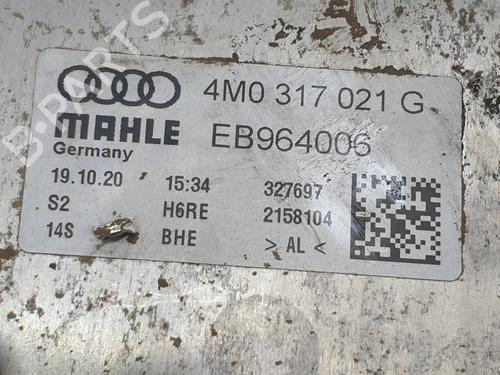 4M0 317 021 G
MAHLE EB964006
Germany
19.10.20 15:34 327697
S2 H6RE 2158104
14S BHE > AL <
B-PARTS